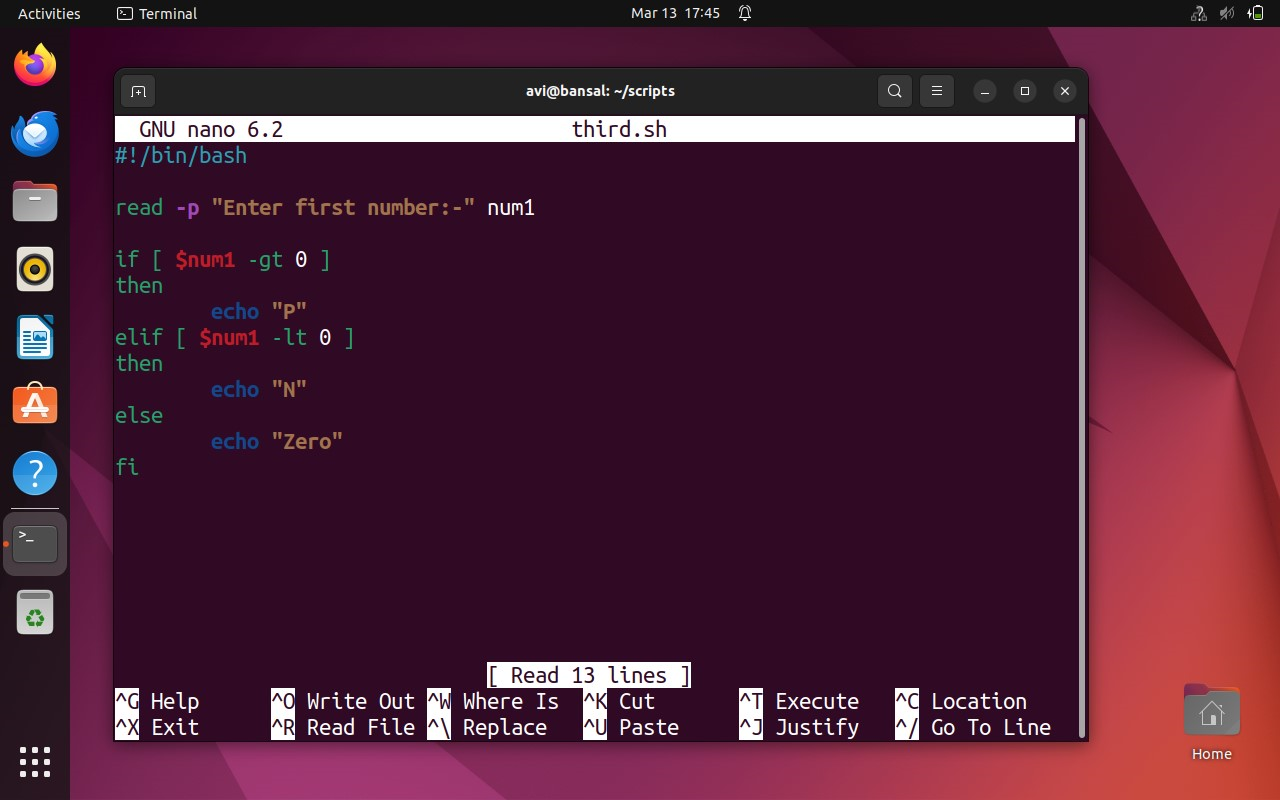 Activities Terminal Mar 13 17:45
avi@bansal: ~/scripts
GNU nano 6.2 third.sh
#!/bin/bash
read -p "Enter first number:-" num1
if [ $num1 -gt 0 ]
then
        echo "P"
elif [ $num1 -lt 0 ]
then
        echo "N"
else
        echo "Zero"
fi
[ Read 13 lines ]
^G Help ^O Write Out ^W Where Is ^K Cut ^T Execute ^C Location
^X Exit ^R Read File ^\ Replace ^U Paste ^J Justify ^/ Go To Line
Home